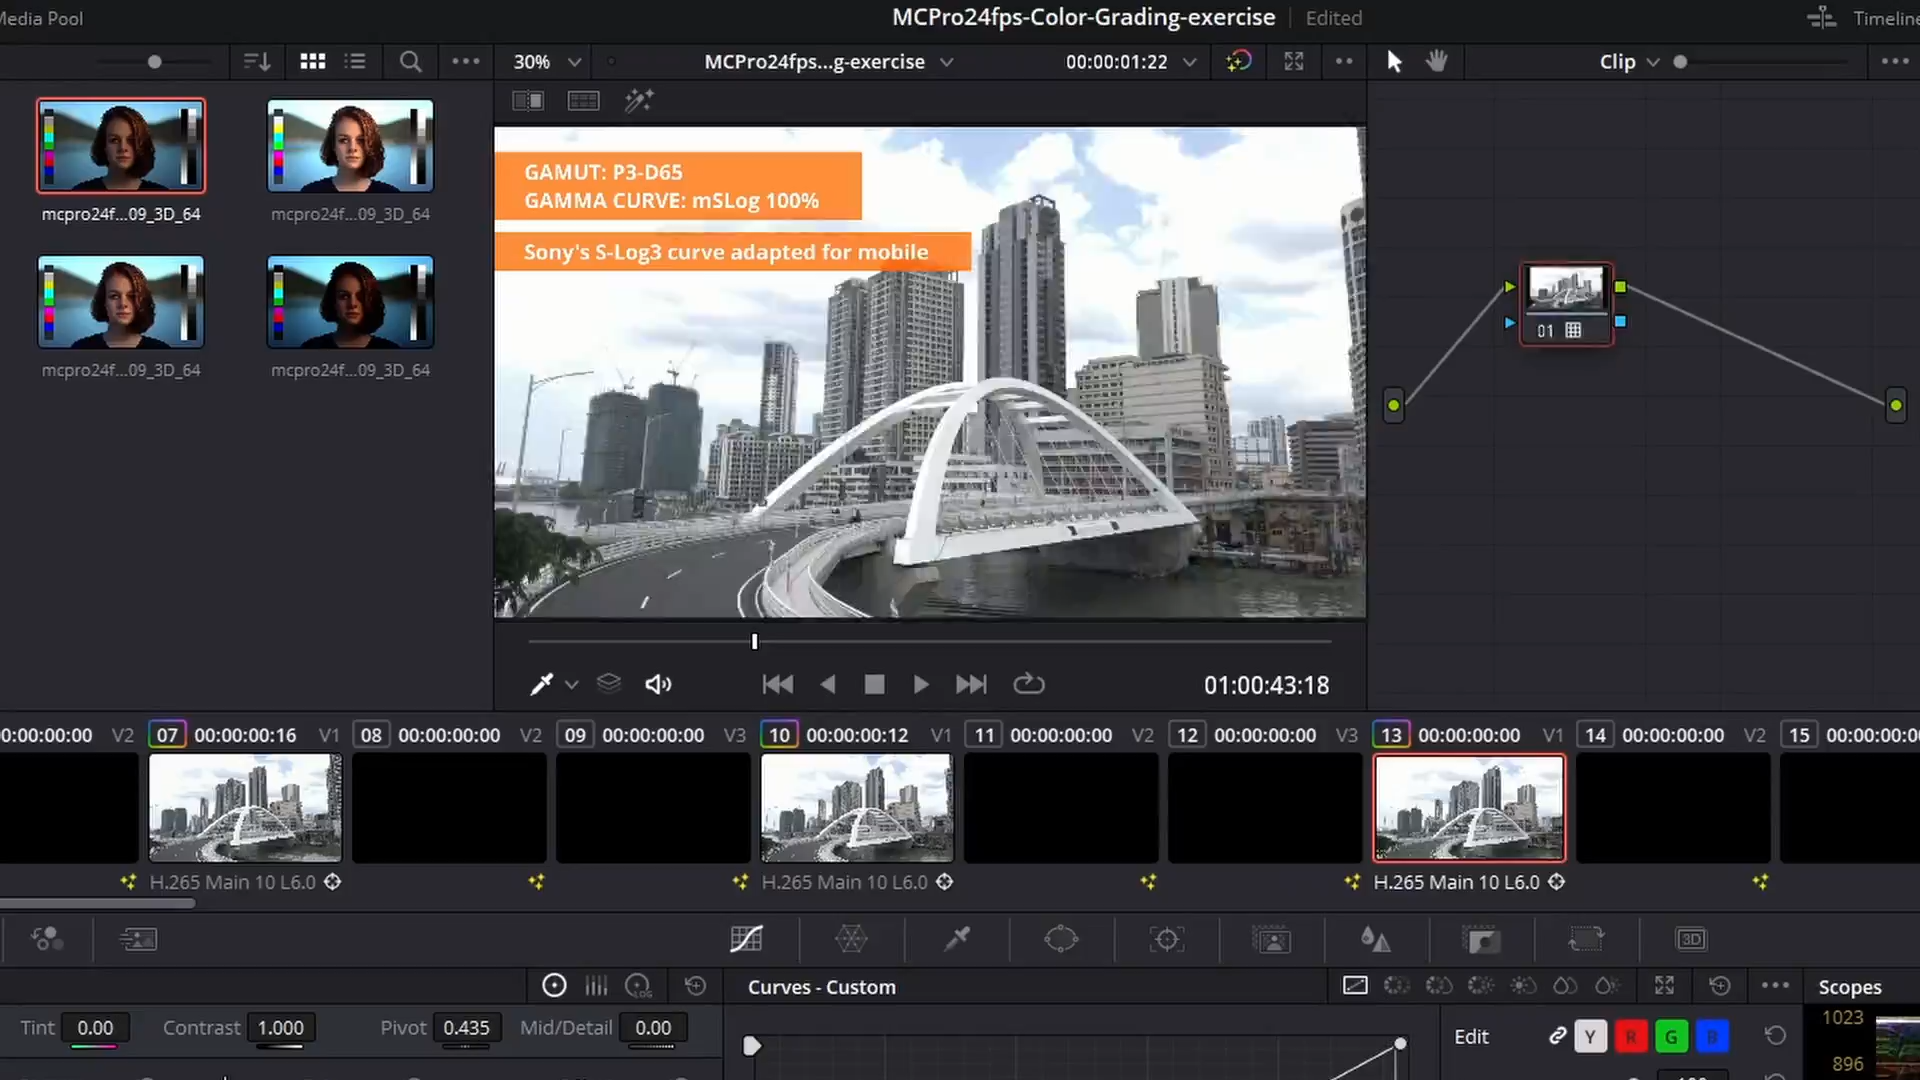 Media Pool
MCPro24fps-Color-Grading-exercise
Edited
Timeline
30%
MCPro24fps...g-exercise
00:00:01:22
Clip
mcpro24f...09_3D_64
mcpro24f...09_3D_64
mcpro24f...09_3D_64
mcpro24f...09_3D_64
GAMUT: P3-D65
GAMMA CURVE: mSLog 100%
Sony's S-Log3 curve adapted for mobile
01
01:00:43:18
0:00:00:00 V2
07 00:00:00:16 V1
08 00:00:00:00 V2
09 00:00:00:00 V3
10 00:00:00:12 V1
11 00:00:00:00 V2
12 00:00:00:00 V3
13 00:00:00:00 V1
14 00:00:00:00 V2
15 00:00:00:0
H.265 Main 10 L6.0
H.265 Main 10 L6.0
H.265 Main 10 L6.0
3D
LOG
Curves - Custom
Scopes
Tint 0.00
Contrast 1.000
Pivot 0.435
Mid/Detail 0.00
Edit
Y R G B
1023
896